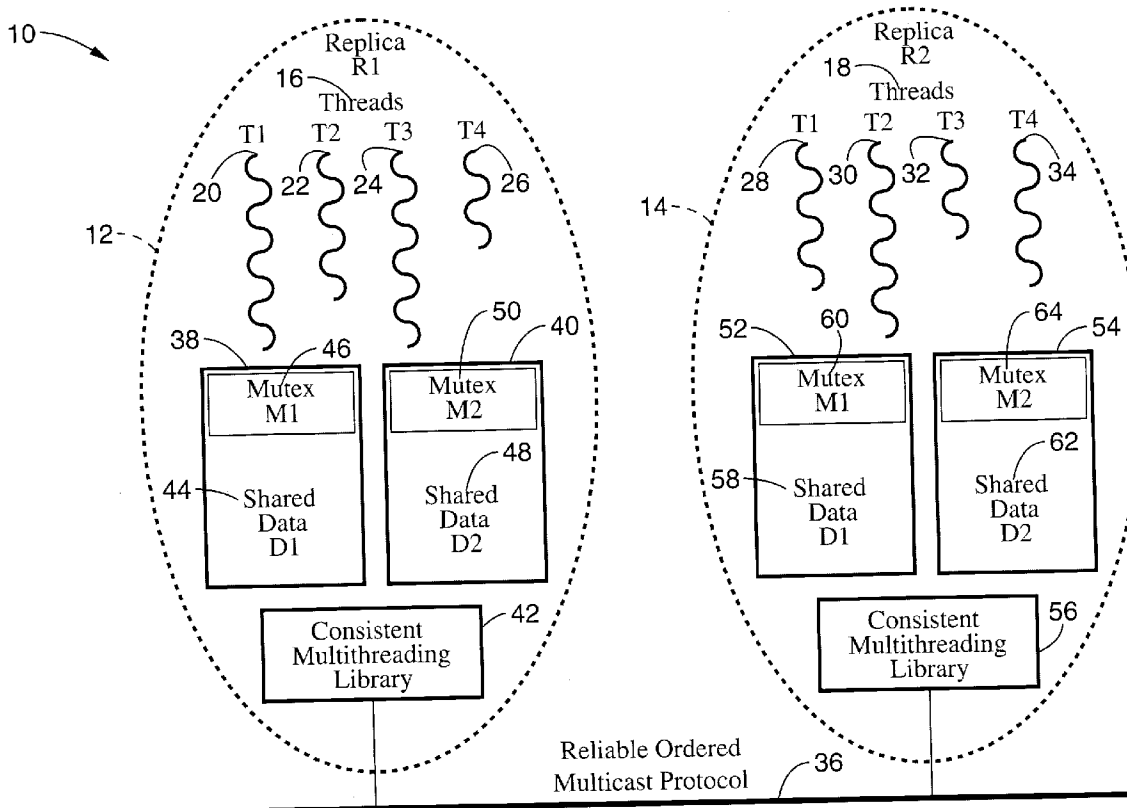 10
Replica
R1
16
Threads
T1 T2 T3 T4
20 22 24 26
12
38 46 50 40
Mutex
M1
Mutex
M2
44
Shared
Data
D1
48
Shared
Data
D2
42
Consistent
Multithreading
Library
Replica
R2
18
Threads
T1 T2 T3 T4
28 30 32 34
14
52 60 64 54
Mutex
M1
Mutex
M2
58
Shared
Data
D1
62
Shared
Data
D2
56
Consistent
Multithreading
Library
Reliable Ordered
Multicast Protocol
36